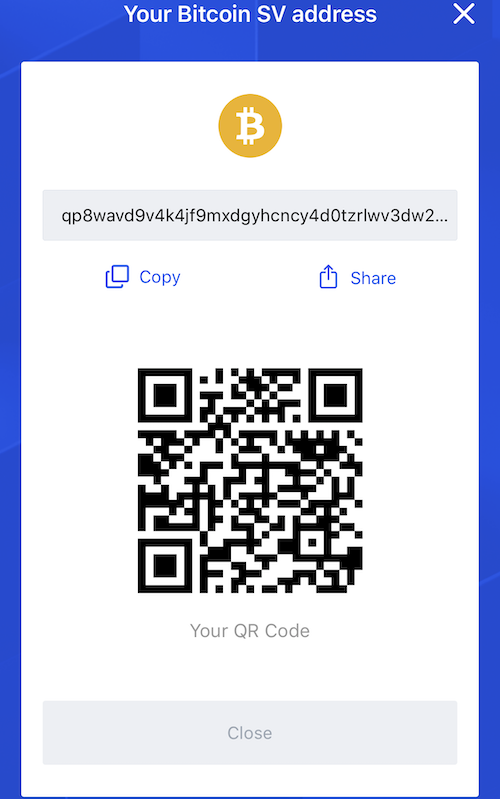 Your Bitcoin SV address
qp8wavd9v4k4jf9mxdgyhcncy4d0tzrlwv3dw2...
Copy
Share
Your QR Code
Close